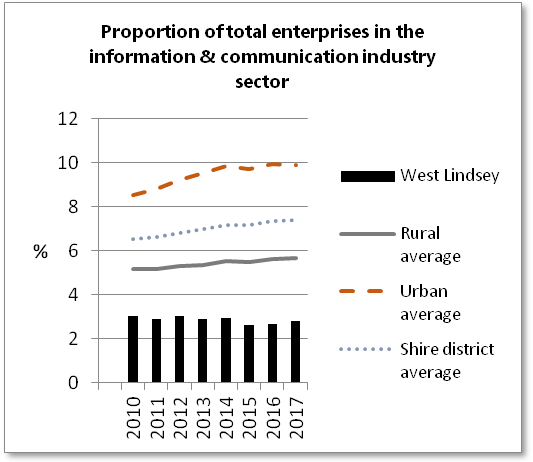 Proportion of total enterprises in the
information & communication industry
sector
12
10
8
6
4
2
0
%
2010
2011
2012
2013
2014
2015
2016
2017
West Lindsey
Rural
average
Urban
average
Shire district
average